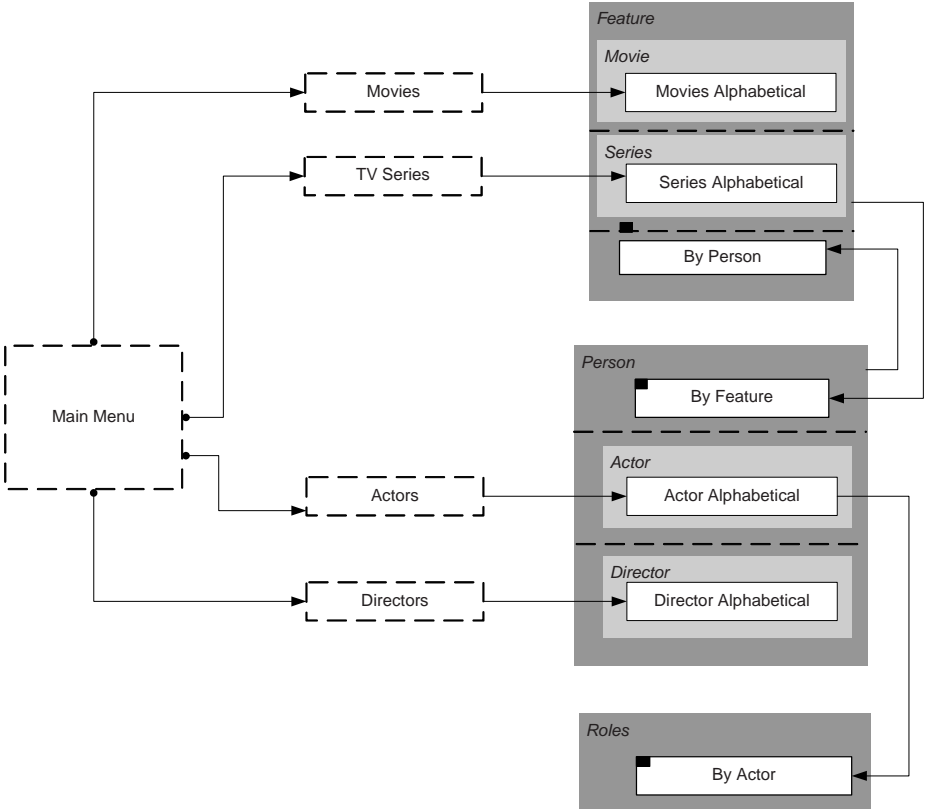 Feature
Movie
Movies
Movies Alphabetical
Series
TV Series
Series Alphabetical
By Person
Main Menu
Person
By Feature
Actor
Actors
Actor Alphabetical
Director
Directors
Director Alphabetical
Roles
By Actor